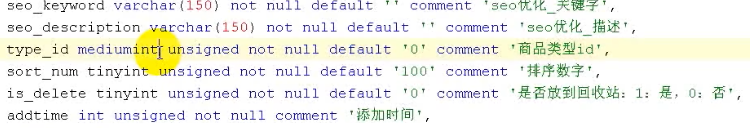 seo_keyword varchar(150) not null default '' comment 'seo优化_关键字',
seo_description varchar(150) not null default '' comment 'seo优化_描述',
type_id mediumint unsigned not null default '0' comment '商品类型id',
sort_num tinyint unsigned not null default '100' comment '排序数字',
is_delete tinyint unsigned not null default '0' comment '是否放到回收站：1：是，0：否',
addtime int unsigned not null comment '添加时间',